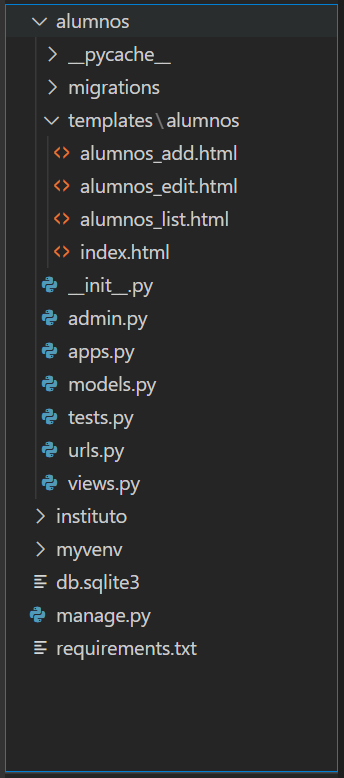 alumnos
__pycache__
migrations
templates\alumnos
alumnos_add.html
alumnos_edit.html
alumnos_list.html
index.html
__init__.py
admin.py
apps.py
models.py
tests.py
urls.py
views.py
instituto
myvenv
db.sqlite3
manage.py
requirements.txt